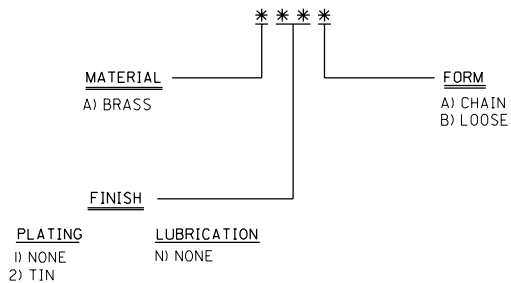 * * * *
MATERIAL
A) BRASS
FORM
A) CHAIN
B) LOOSE
FINISH
PLATING
1) NONE
2) TIN
LUBRICATION
N) NONE